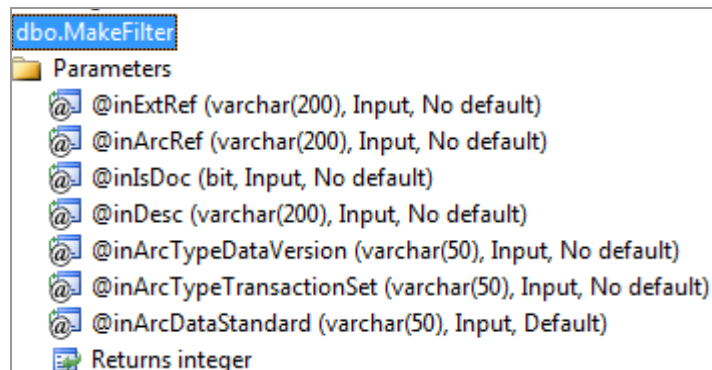 dbo.MakeFilter
Parameters
@inExtRef (varchar(200), Input, No default)
@inArcRef (varchar(200), Input, No default)
@inIsDoc (bit, Input, No default)
@inDesc (varchar(200), Input, No default)
@inArcTypeDataVersion (varchar(50), Input, No default)
@inArcTypeTransactionSet (varchar(50), Input, No default)
@inArcDataStandard (varchar(50), Input, Default)
Returns integer